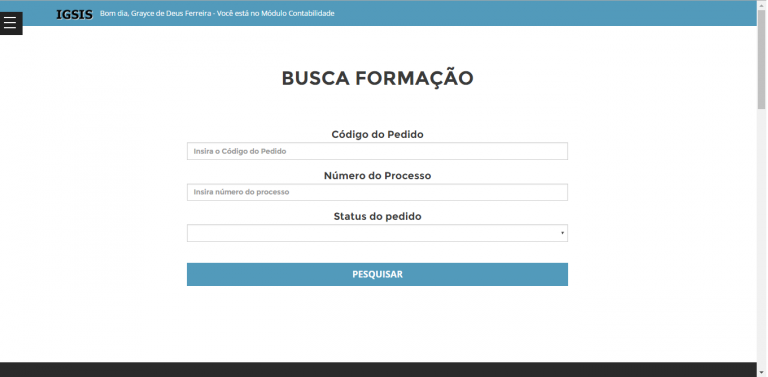 IGSIS Bom dia, Grayce de Deus Ferreira - Você está no Módulo Contabilidade
BUSCA FORMAÇÃO
Código do Pedido
Insira o Código do Pedido
Número do Processo
Insira número do processo
Status do pedido
PESQUISAR